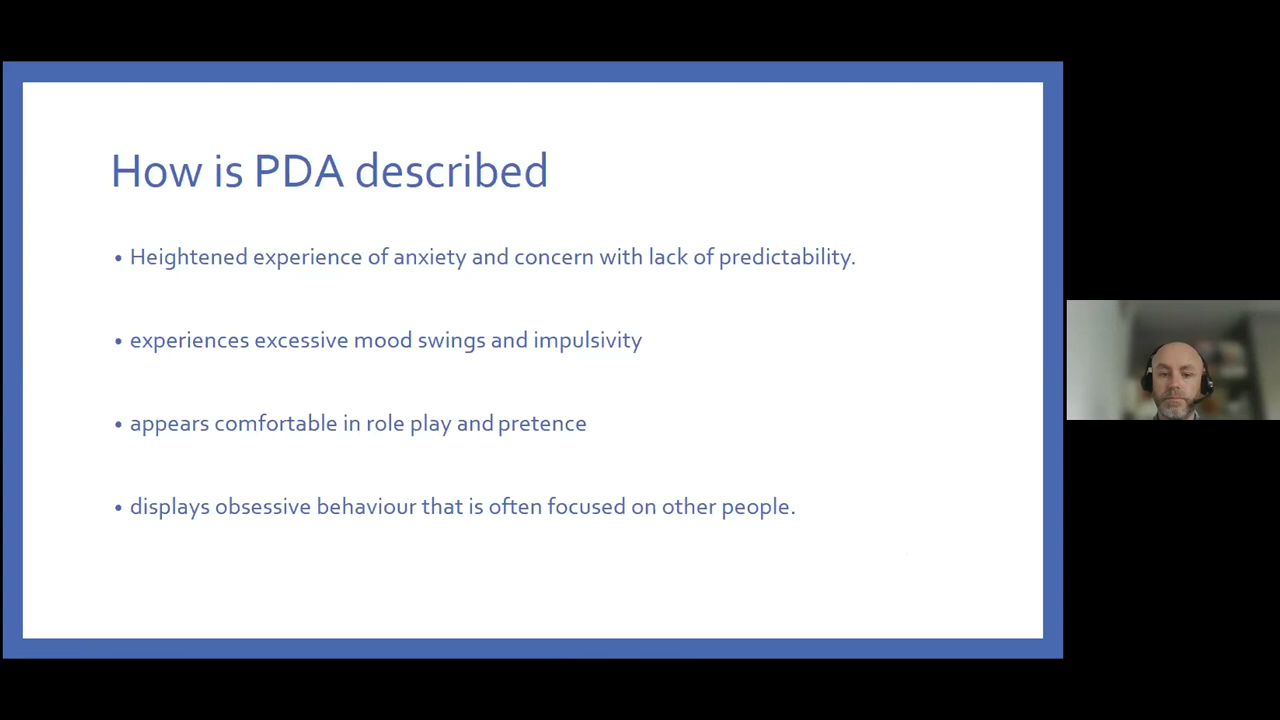 How is PDA described
• Heightened experience of anxiety and concern with lack of predictability.
• experiences excessive mood swings and impulsivity
• appears comfortable in role play and pretence
• displays obsessive behaviour that is often focused on other people.